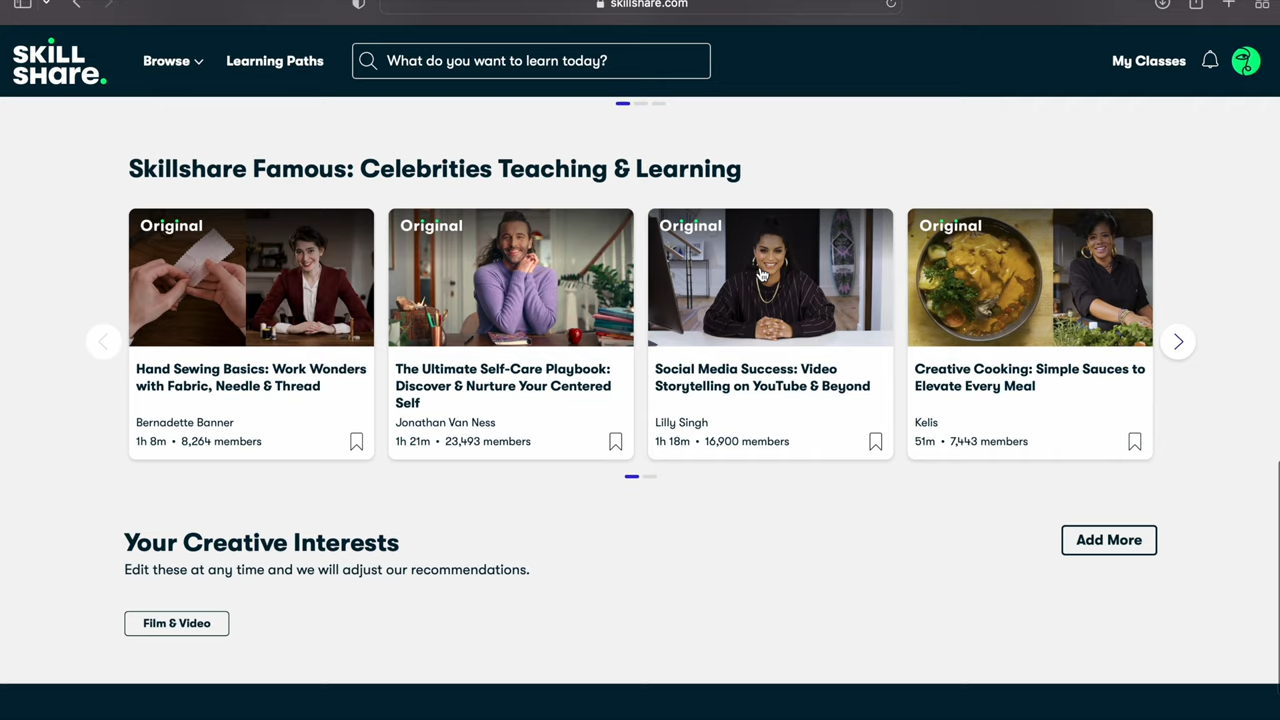 skillshare.com
SKILL
SHARE.
Browse
Learning Paths
What do you want to learn today?
My Classes
Skillshare Famous: Celebrities Teaching & Learning
Original
Hand Sewing Basics: Work Wonders
with Fabric, Needle & Thread
Bernadette Banner
1h 8m • 8,264 members
Original
The Ultimate Self-Care Playbook:
Discover & Nurture Your Centered
Self
Jonathan Van Ness
1h 21m • 23,493 members
Original
Social Media Success: Video
Storytelling on YouTube & Beyond
Lilly Singh
1h 18m • 16,900 members
Original
Creative Cooking: Simple Sauces to
Elevate Every Meal
Kelis
51m • 7,443 members
Your Creative Interests
Add More
Edit these at any time and we will adjust our recommendations.
Film & Video